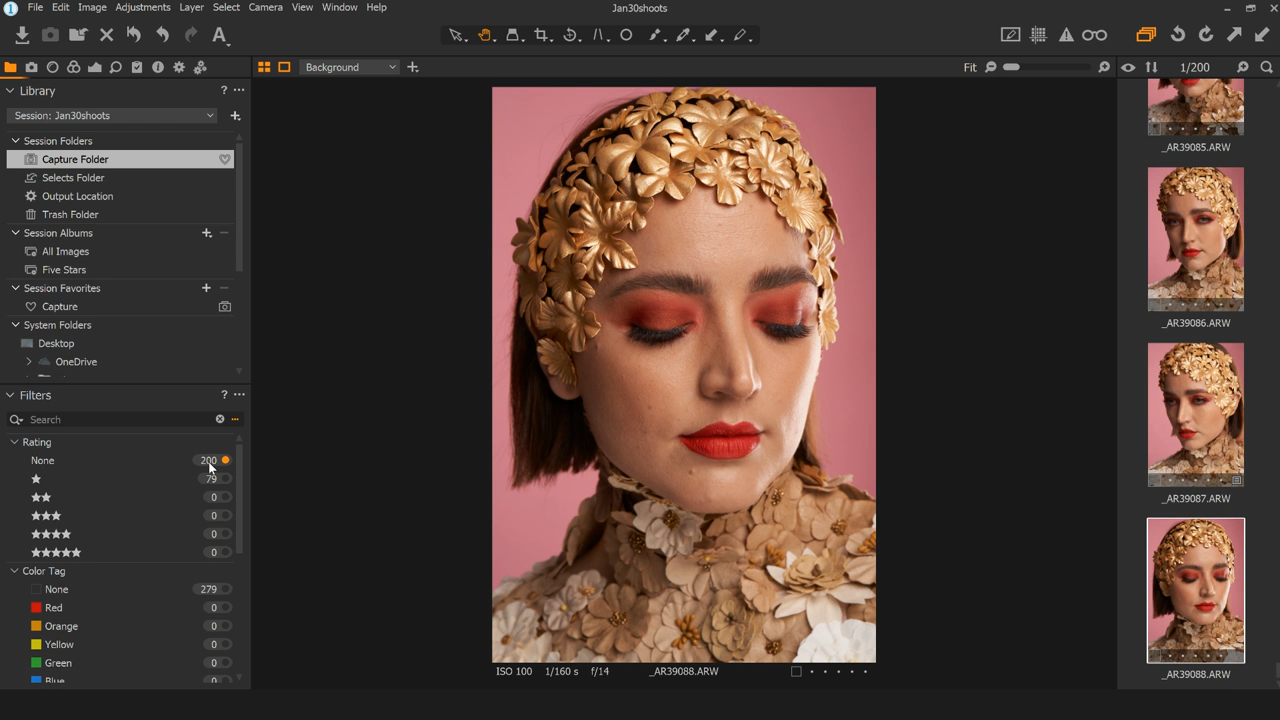 File Edit Image Adjustments Layer Select Camera View Window Help
Jan30shoots
Background
Fit
1/200
Library
?
Session: Jan30shoots
Session Folders
Capture Folder
Selects Folder
Output Location
Trash Folder
Session Albums
All Images
Five Stars
Session Favorites
Capture
System Folders
Desktop
OneDrive
Filters
?
Search
Rating
None 200
79
0
0
0
0
Color Tag
None 279
Red 0
Orange 0
Yellow 0
Green 0
Blue 0
ISO 100 1/160 s f/14 _AR39088.ARW
_AR39085.ARW
_AR39086.ARW
_AR39087.ARW
_AR39088.ARW